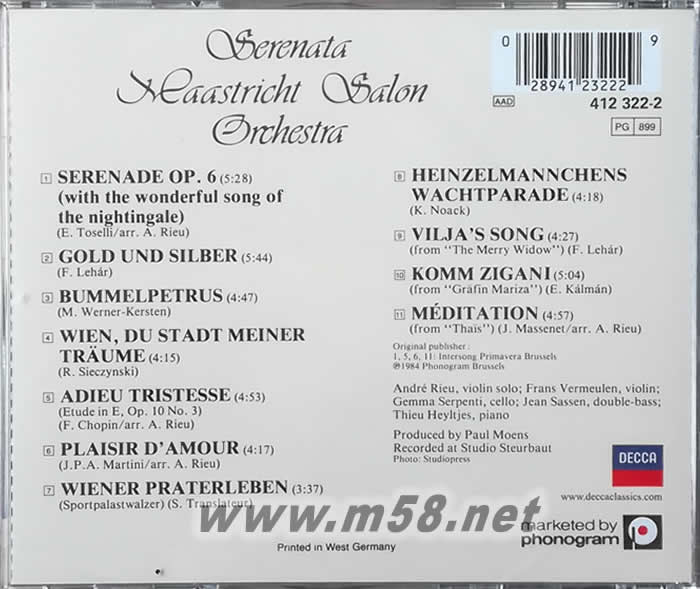 Serenata
Maastricht Salon
Orchestra
0 28941 23222 9
AAD
412 322-2
PG 899
1 SERENADE OP. 6 (5:28)
(with the wonderful song of
the nightingale)
(E. Toselli/arr. A. Rieu)
2 GOLD UND SILBER (5:44)
(F. Lehár)
3 BUMMELPETRUS (4:47)
(M. Werner-Kersten)
4 WIEN, DU STADT MEINER
TRÄUME (4:15)
(R. Sieczynski)
5 ADIEU TRISTESSE (4:53)
(Etude in E, Op. 10 No. 3)
(F. Chopin/arr. A. Rieu)
6 PLAISIR D'AMOUR (4:17)
(J.P.A. Martini/arr. A. Rieu)
7 WIENER PRATERLEBEN (3:37)
(Sportpalastwalzer) (S. Translateur)
8 HEINZELMANNCHENS
WACHTPARADE (4:18)
(K. Noack)
9 VILJA'S SONG (4:27)
(from "The Merry Widow") (F. Lehár)
10 KOMM ZIGANI (5:04)
(from "Gräfin Mariza") (E. Kálmán)
11 MÉDITATION (4:57)
(from "Thaïs") (J. Massenet/arr. A. Rieu)
Original publisher :
1, 5, 6, 11: Intersong Primavera Brussels
℗1984 Phonogram Brussels
André Rieu, violin solo; Frans Vermeulen, violin;
Gemma Serpenti, cello; Jean Sassen, double-bass;
Thieu Heyltjes, piano
Produced by Paul Moens
Recorded at Studio Steurbaut
Photo: Studiopress
DECCA
www.deccaclassics.com
marketed by
phonogram
www.m58.net
Printed in West Germany